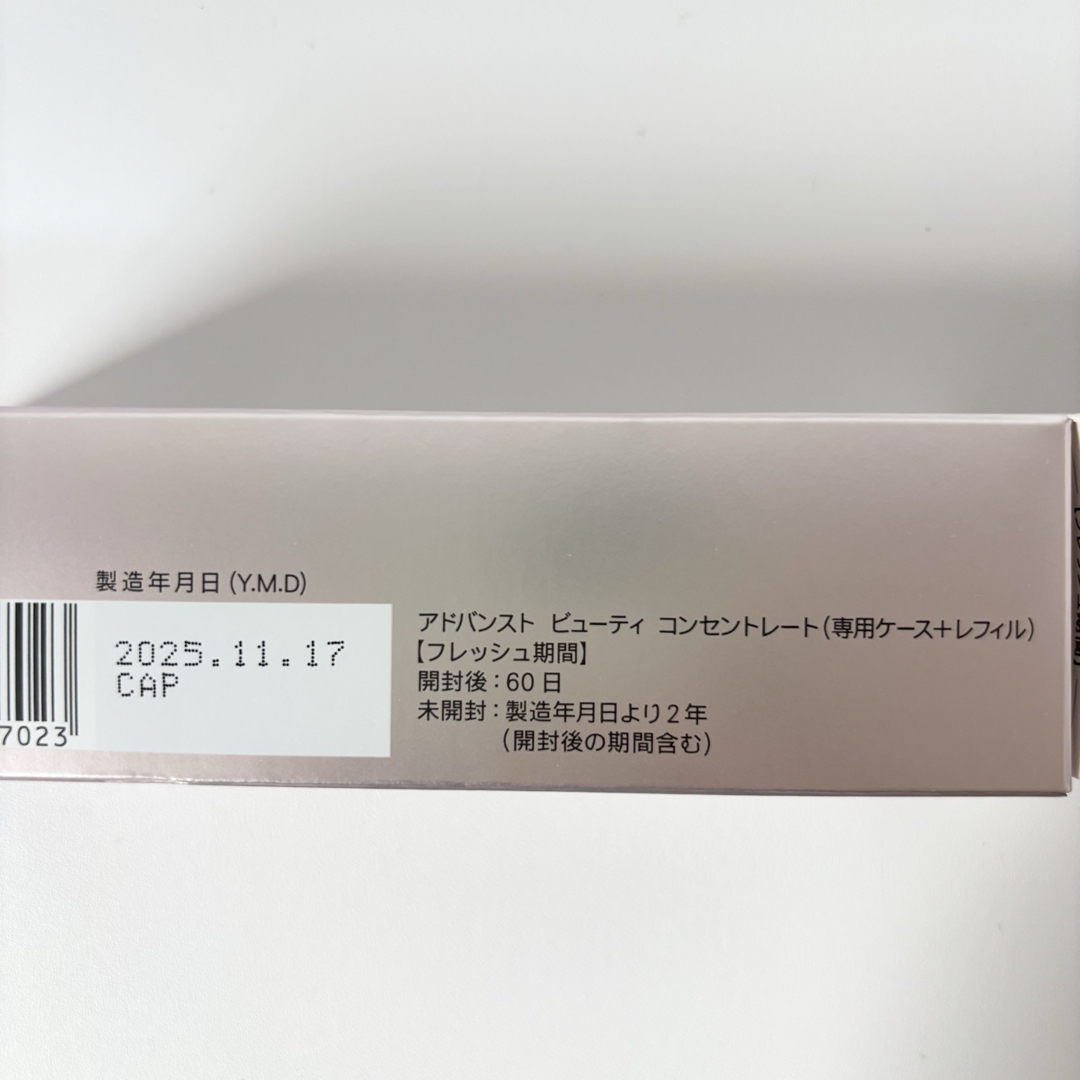 製造年月日(Y.M.D)
2025.11.17
CAP
7023
アドバンスト ビューティ コンセントレート(専用ケース+レフィル)
【フレッシュ期間】
開封後:60日
未開封:製造年月日より2年
(開封後の期間含む)